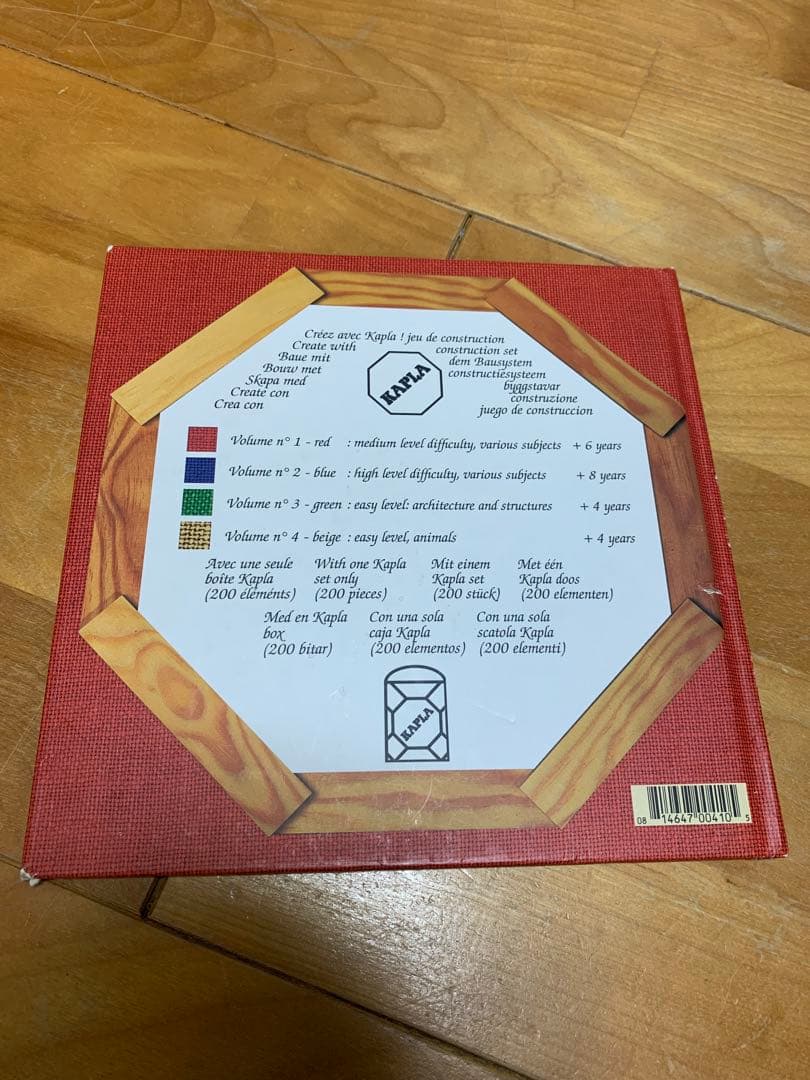 Créez avec Kapla ! jeu de construction
Create with construction set
Baue mit dem Bausystem
Bouw met constructiesysteem
Skapa med byggstavar
Create con construzione
Crea con juego de construccion
KAPLA
Volume n° 1 - red : medium level difficulty, various subjects + 6 years
Volume n° 2 - blue : high level difficulty, various subjects + 8 years
Volume n° 3 - green : easy level: architecture and structures + 4 years
Volume n° 4 - beige : easy level, animals + 4 years
Avec une seule
boîte Kapla
(200 éléments)
With one Kapla
set only
(200 pieces)
Mit einem
Kapla set
(200 stück)
Met één
Kapla doos
(200 elementen)
Med en Kapla
box
(200 bitar)
Con una sola
caja Kapla
(200 elementos)
Con una sola
scatola Kapla
(200 elementi)
KAPLA
08 14647 00410 5